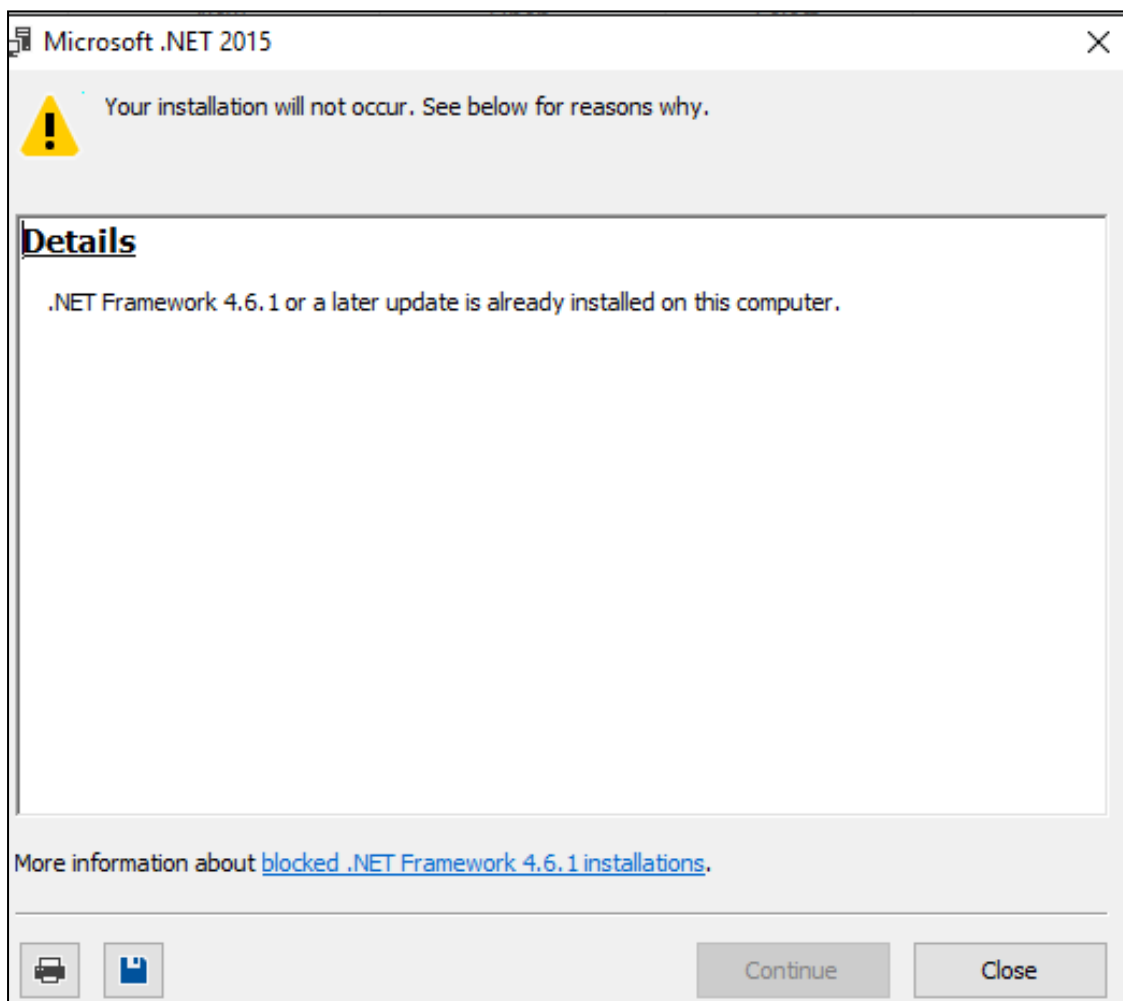 Microsoft .NET 2015
Your installation will not occur. See below for reasons why.
Details
.NET Framework 4.6.1 or a later update is already installed on this computer.
More information about blocked .NET Framework 4.6.1 installations.
Continue
Close